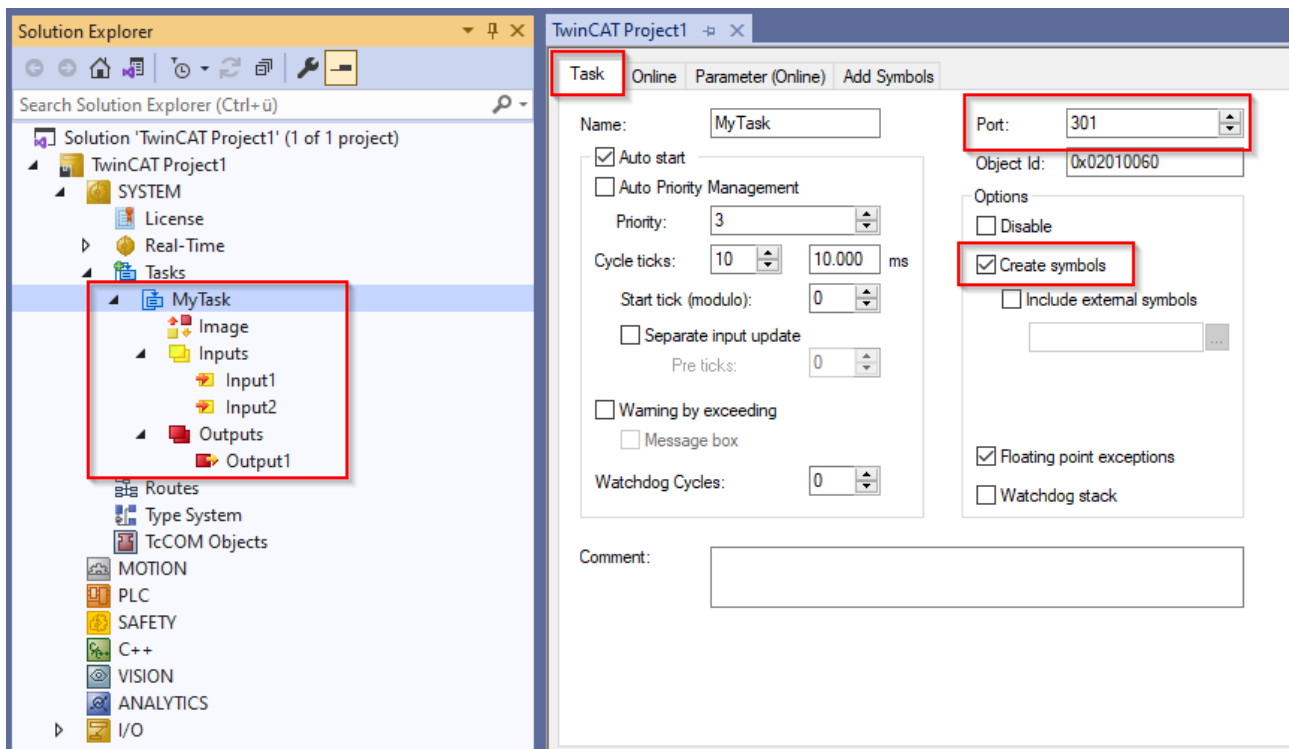 Solution Explorer
Search Solution Explorer (Ctrl+ü)
Solution 'TwinCAT Project1' (1 of 1 project)
TwinCAT Project1
SYSTEM
License
Real-Time
Tasks
MyTask
Image
Inputs
Input1
Input2
Outputs
Output1
Routes
Type System
TcCOM Objects
MOTION
PLC
SAFETY
C++
VISION
ANALYTICS
I/O
TwinCAT Project1
Task Online Parameter (Online) Add Symbols
Name: MyTask
Auto start
Auto Priority Management
Priority: 3
Cycle ticks: 10 10.000 ms
Start tick (modulo): 0
Separate input update
Pre ticks: 0
Warning by exceeding
Message box
Watchdog Cycles: 0
Port: 301
Object Id: 0x02010060
Options
Disable
Create symbols
Include external symbols
...
Floating point exceptions
Watchdog stack
Comment: